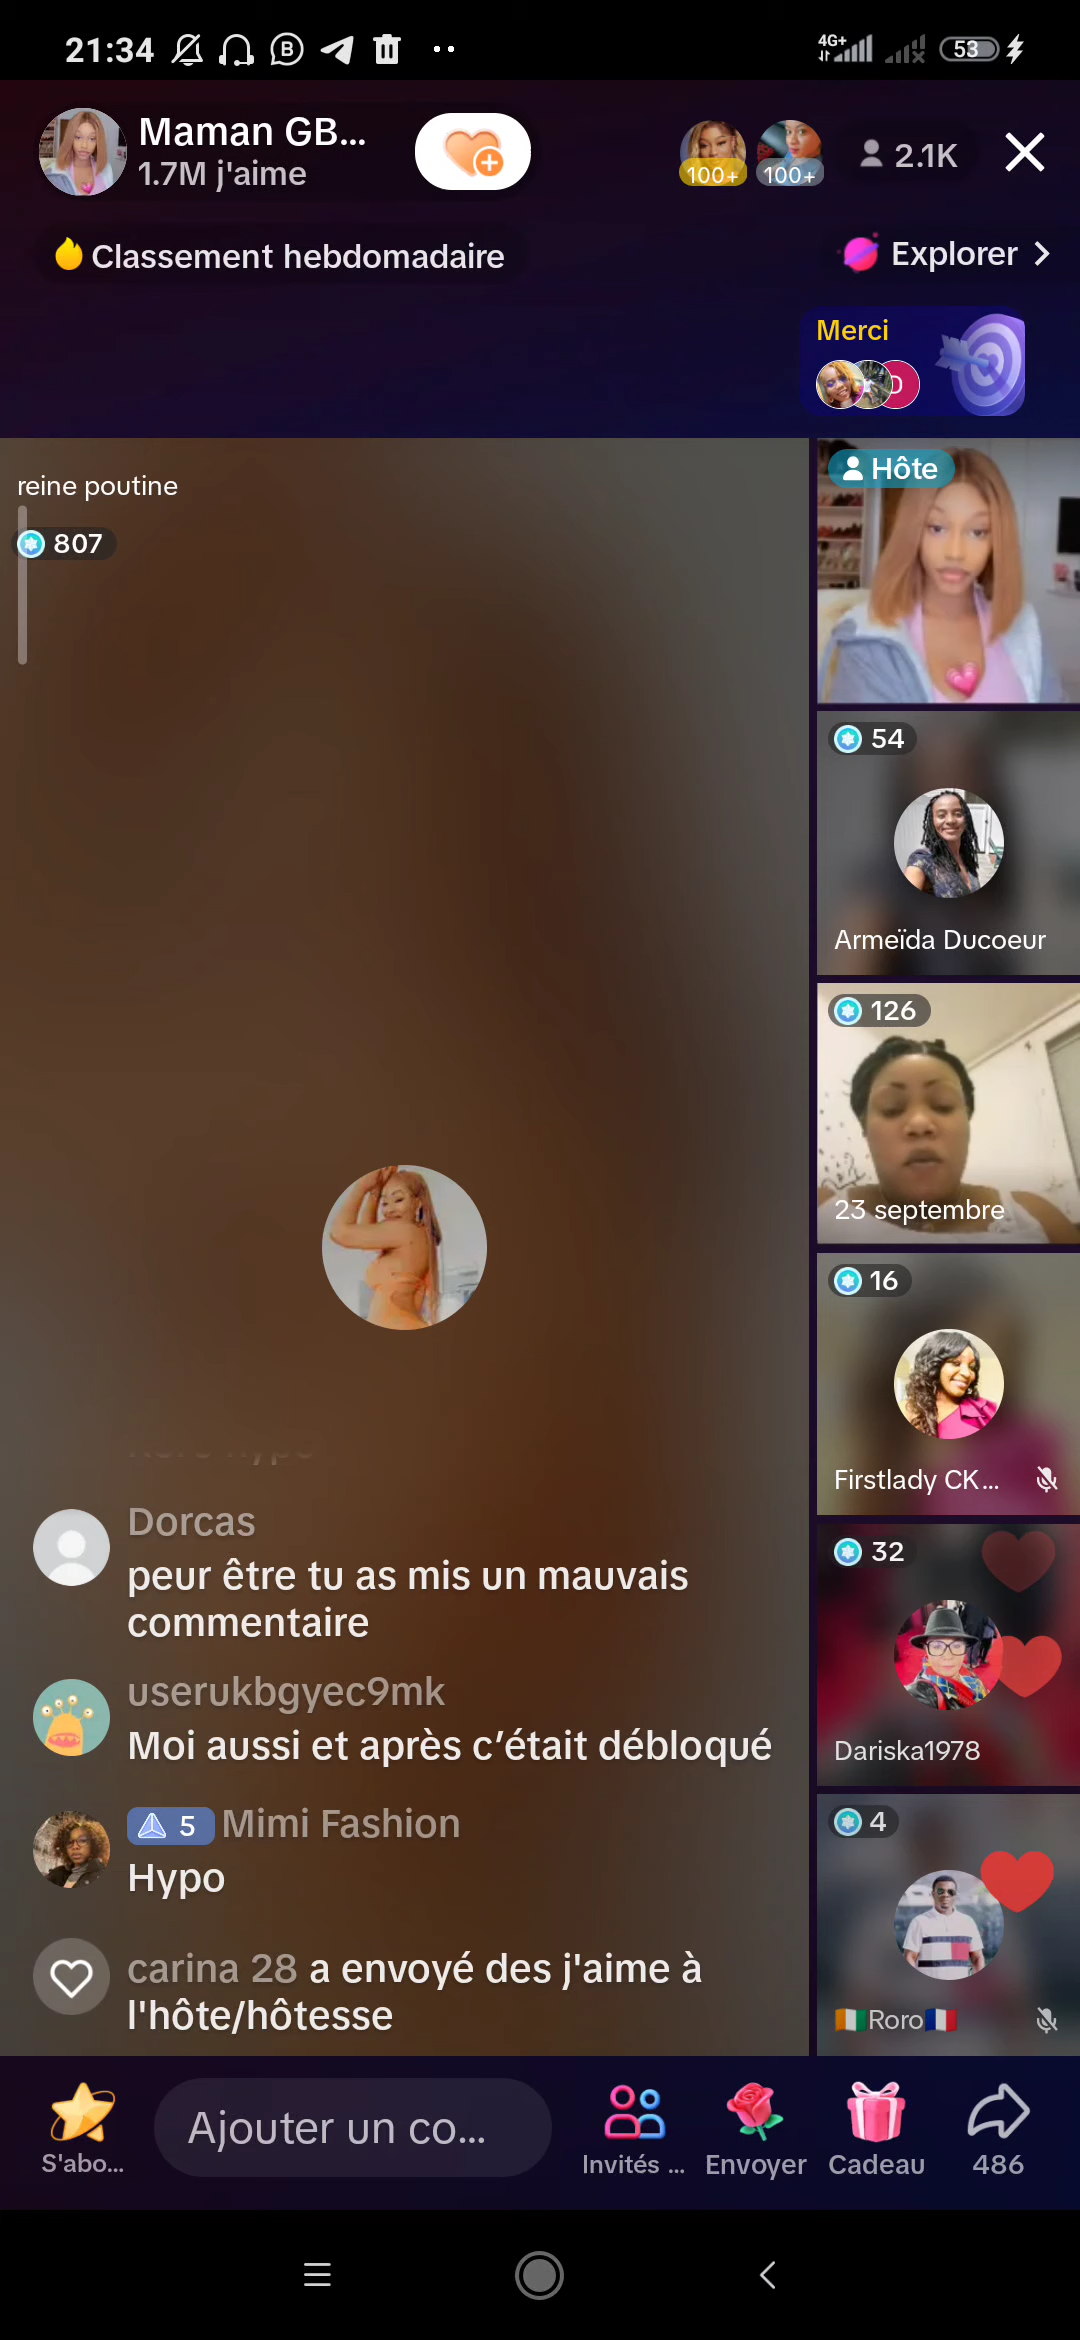 21:34
4G+
53
Maman GB...
1.7M j'aime
100+
100+
2.1K
Classement hebdomadaire
Explorer
Merci
D
reine poutine
807
Hôte
54
Armeïda Ducoeur
126
23 septembre
16
Firstlady CK...
32
Dariska1978
4
Roro
Dorcas
peur être tu as mis un mauvais
commentaire
userukbgyec9mk
Moi aussi et après c’était débloqué
5 Mimi Fashion
Hypo
carina 28 a envoyé des j'aime à
l'hôte/hôtesse
S'abo...
Ajouter un co...
Invités ...
Envoyer
Cadeau
486